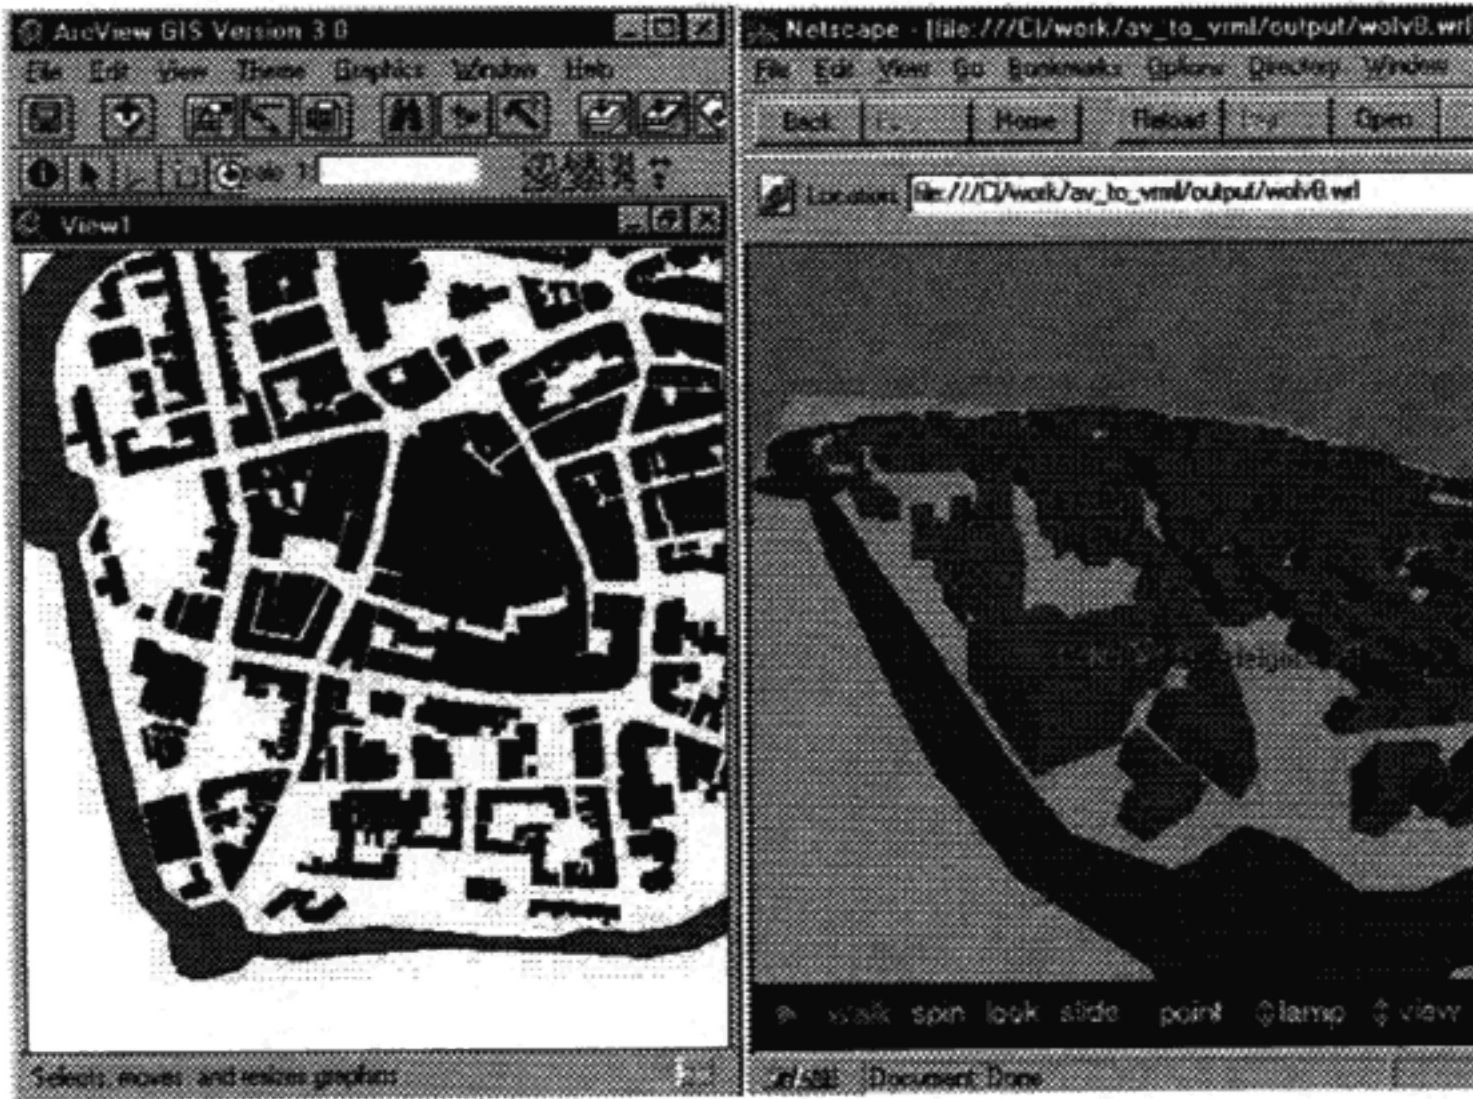 ArcView GIS Version 3.0
File Edit View Theme Graphics Window Help
View1
Selects, moves, and resizes graphics
Netscape - [file:///C|/work/av_to_vrml/output/wolv8.wrl
File Edit View Go Bookmarks Options Directory Window
Back Home Reload Open
Location: file:///C|/work/av_to_vrml/output/wolv8.wrl
walk spin look slide point lamp view
Document: Done